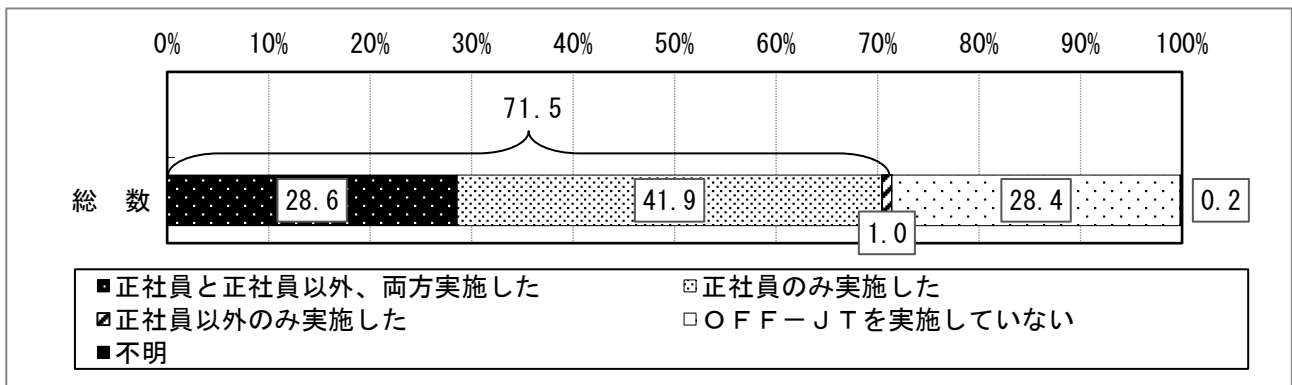 0% 10% 20% 30% 40% 50% 60% 70% 80% 90% 100%
71.5
総 数 28.6 41.9 1.0 28.4 0.2
■正社員と正社員以外、両方実施した
正社員のみ実施した
正社員以外のみ実施した
OFF-JTを実施していない
■不明